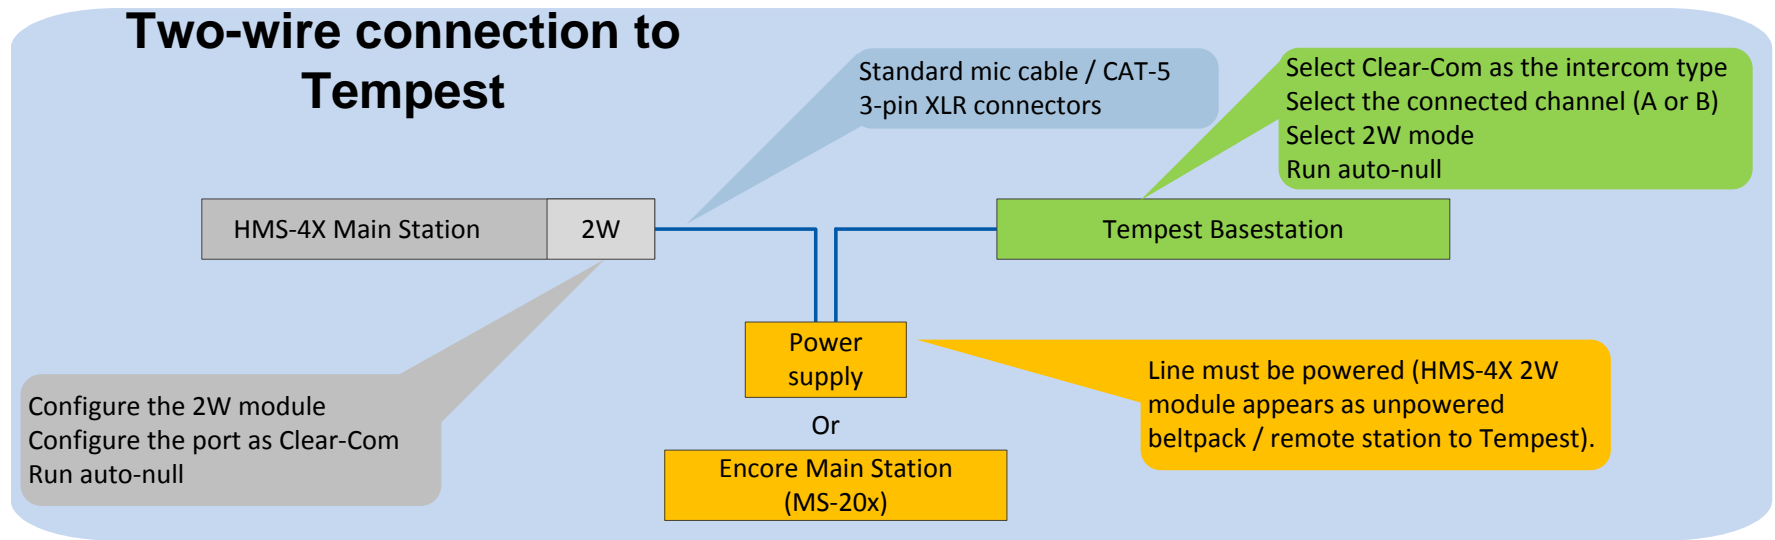 Two-wire connection to
Tempest
Standard mic cable / CAT-5
3-pin XLR connectors
Select Clear-Com as the intercom type
Select the connected channel (A or B)
Select 2W mode
Run auto-null
HMS-4X Main Station
2W
Tempest Basestation
Power
supply
Or
Encore Main Station
(MS-20x)
Line must be powered (HMS-4X 2W
module appears as unpowered
beltpack / remote station to Tempest).
Configure the 2W module
Configure the port as Clear-Com
Run auto-null